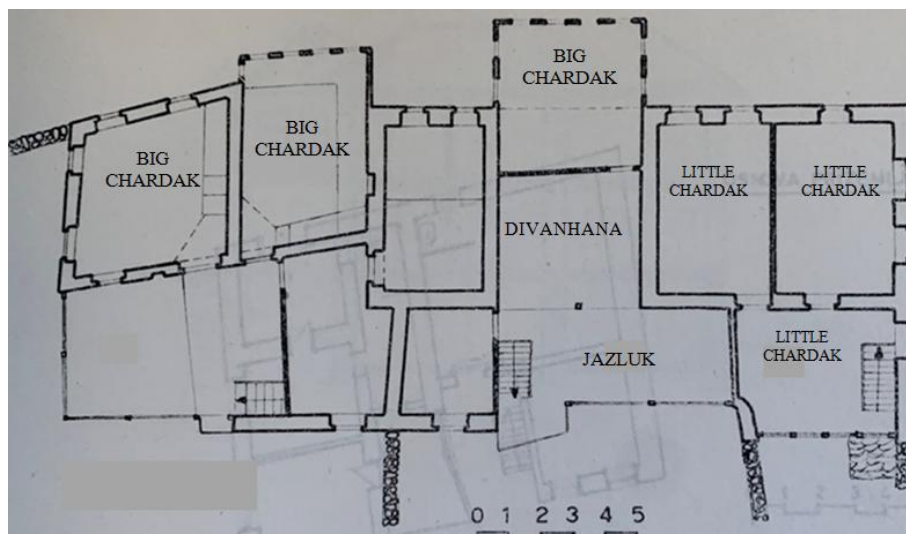 BIG
CHARDAK
BIG
CHARDAK
BIG
CHARDAK
LITTLE
CHARDAK
LITTLE
CHARDAK
DIVANHANA
JAZLUK
LITTLE
CHARDAK
0 1 2 3 4 5